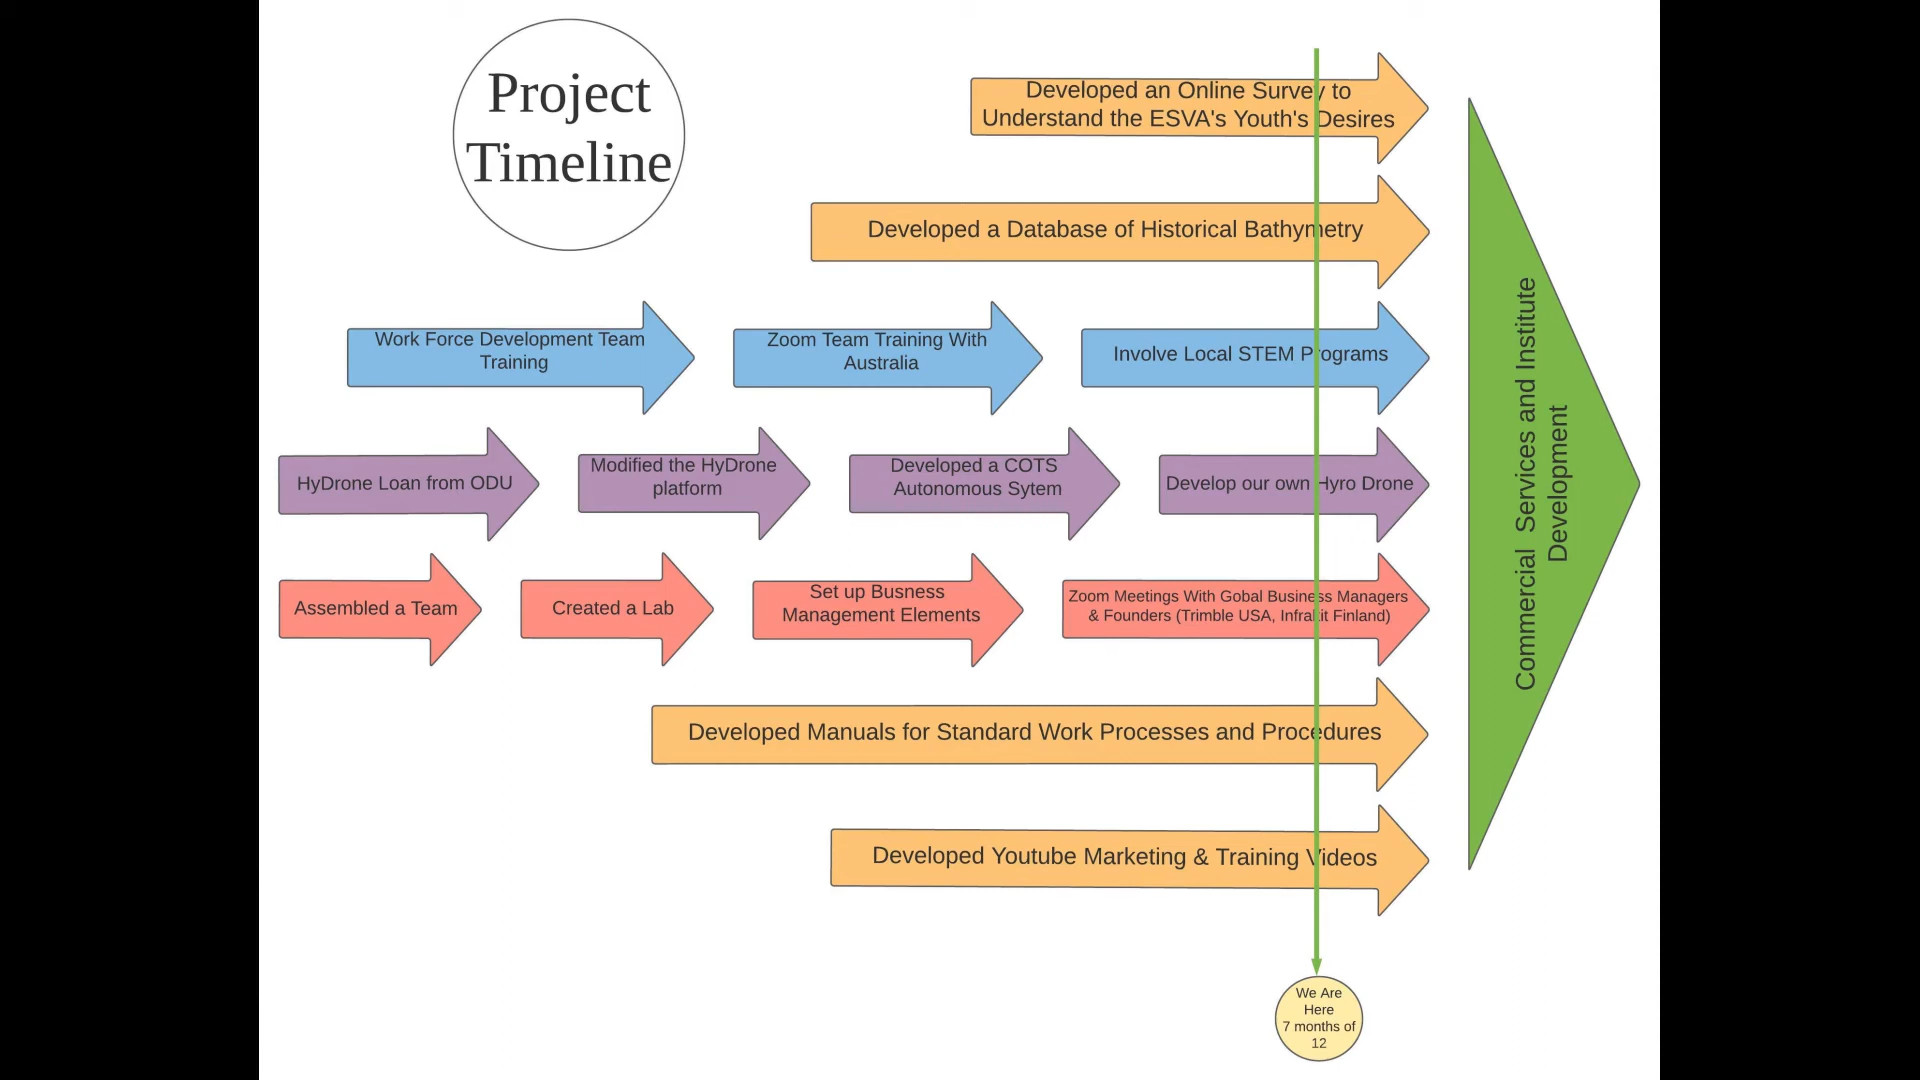 Project
Timeline
Developed an Online Survey to
Understand the ESVA's Youth's Desires
Developed a Database of Historical Bathymetry
Work Force Development Team
Training
Zoom Team Training With
Australia
Involve Local STEM Programs
HyDrone Loan from ODU
Modified the HyDrone
platform
Developed a COTS
Autonomous Sytem
Develop our own Hyro Drone
Assembled a Team
Created a Lab
Set up Busness
Management Elements
Zoom Meetings With Gobal Business Managers
& Founders (Trimble USA, Infrakit Finland)
Developed Manuals for Standard Work Processes and Procedures
Developed Youtube Marketing & Training Videos
Commercial Services and Institute
Development
We Are
Here
7 months of
12